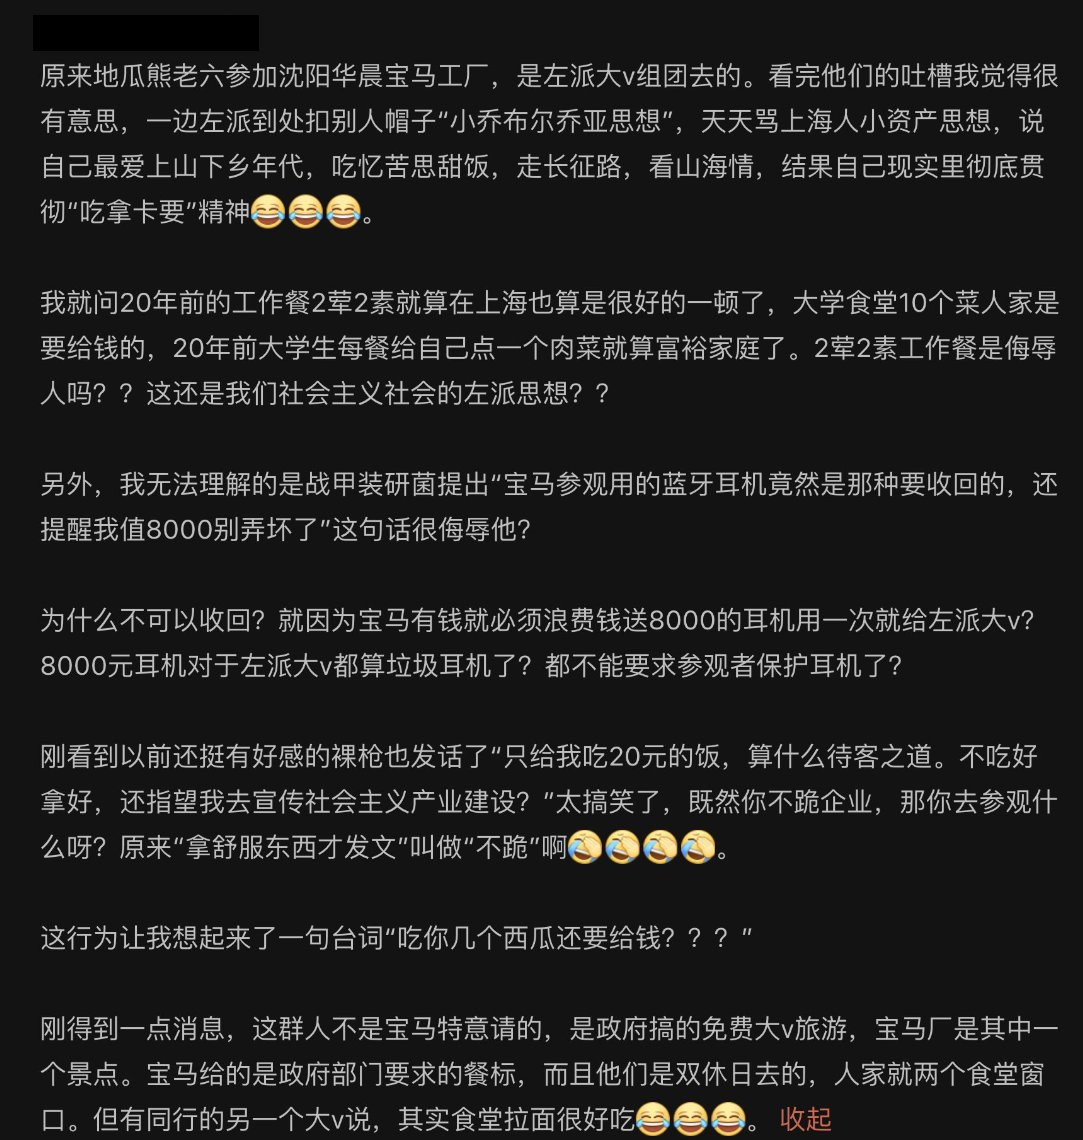 原来地瓜熊老六参加沈阳华晨宝马工厂，是左派大v组团去的。看完他们的吐槽我觉得很
有意思，一边左派到处扣别人帽子“小乔布尔乔亚思想”，天天骂上海人小资产思想，说
自己最爱上山下乡年代，吃忆苦思甜饭，走长征路，看山海情，结果自己现实里彻底贯
彻“吃拿卡要”精神😂😂😂。
我就问20年前的工作餐2荤2素就算在上海也算是很好的一顿了，大学食堂10个菜人家是
要给钱的，20年前大学生每餐给自己点一个肉菜就算富裕家庭了。2荤2素工作餐是侮辱
人吗？？这还是我们社会主义社会的左派思想？？
另外，我无法理解的是战甲装研菌提出“宝马参观用的蓝牙耳机竟然是那种要收回的，还
提醒我值8000别弄坏了”这句话很侮辱他？
为什么不可以收回？就因为宝马有钱就必须浪费钱送8000的耳机用一次就给左派大v？
8000元耳机对于左派大v都算垃圾耳机了？都不能要求参观者保护耳机了？
刚看到以前还挺有好感的裸枪也发话了“只给我吃20元的饭，算什么待客之道。不吃好
拿好，还指望我去宣传社会主义产业建设？”太搞笑了，既然你不跪企业，那你去参观什
么呀？原来“拿舒服东西才发文”叫做“不跪”啊🤣🤣🤣🤣。
这行为让我想起来了一句台词“吃你几个西瓜还要给钱？？？”
刚得到一点消息，这群人不是宝马特意请的，是政府搞的免费大v旅游，宝马厂是其中一
个景点。宝马给的是政府部门要求的餐标，而且他们是双休日去的，人家就两个食堂窗
口。但有同行的另一个大v说，其实食堂拉面很好吃😂😂😂。 收起